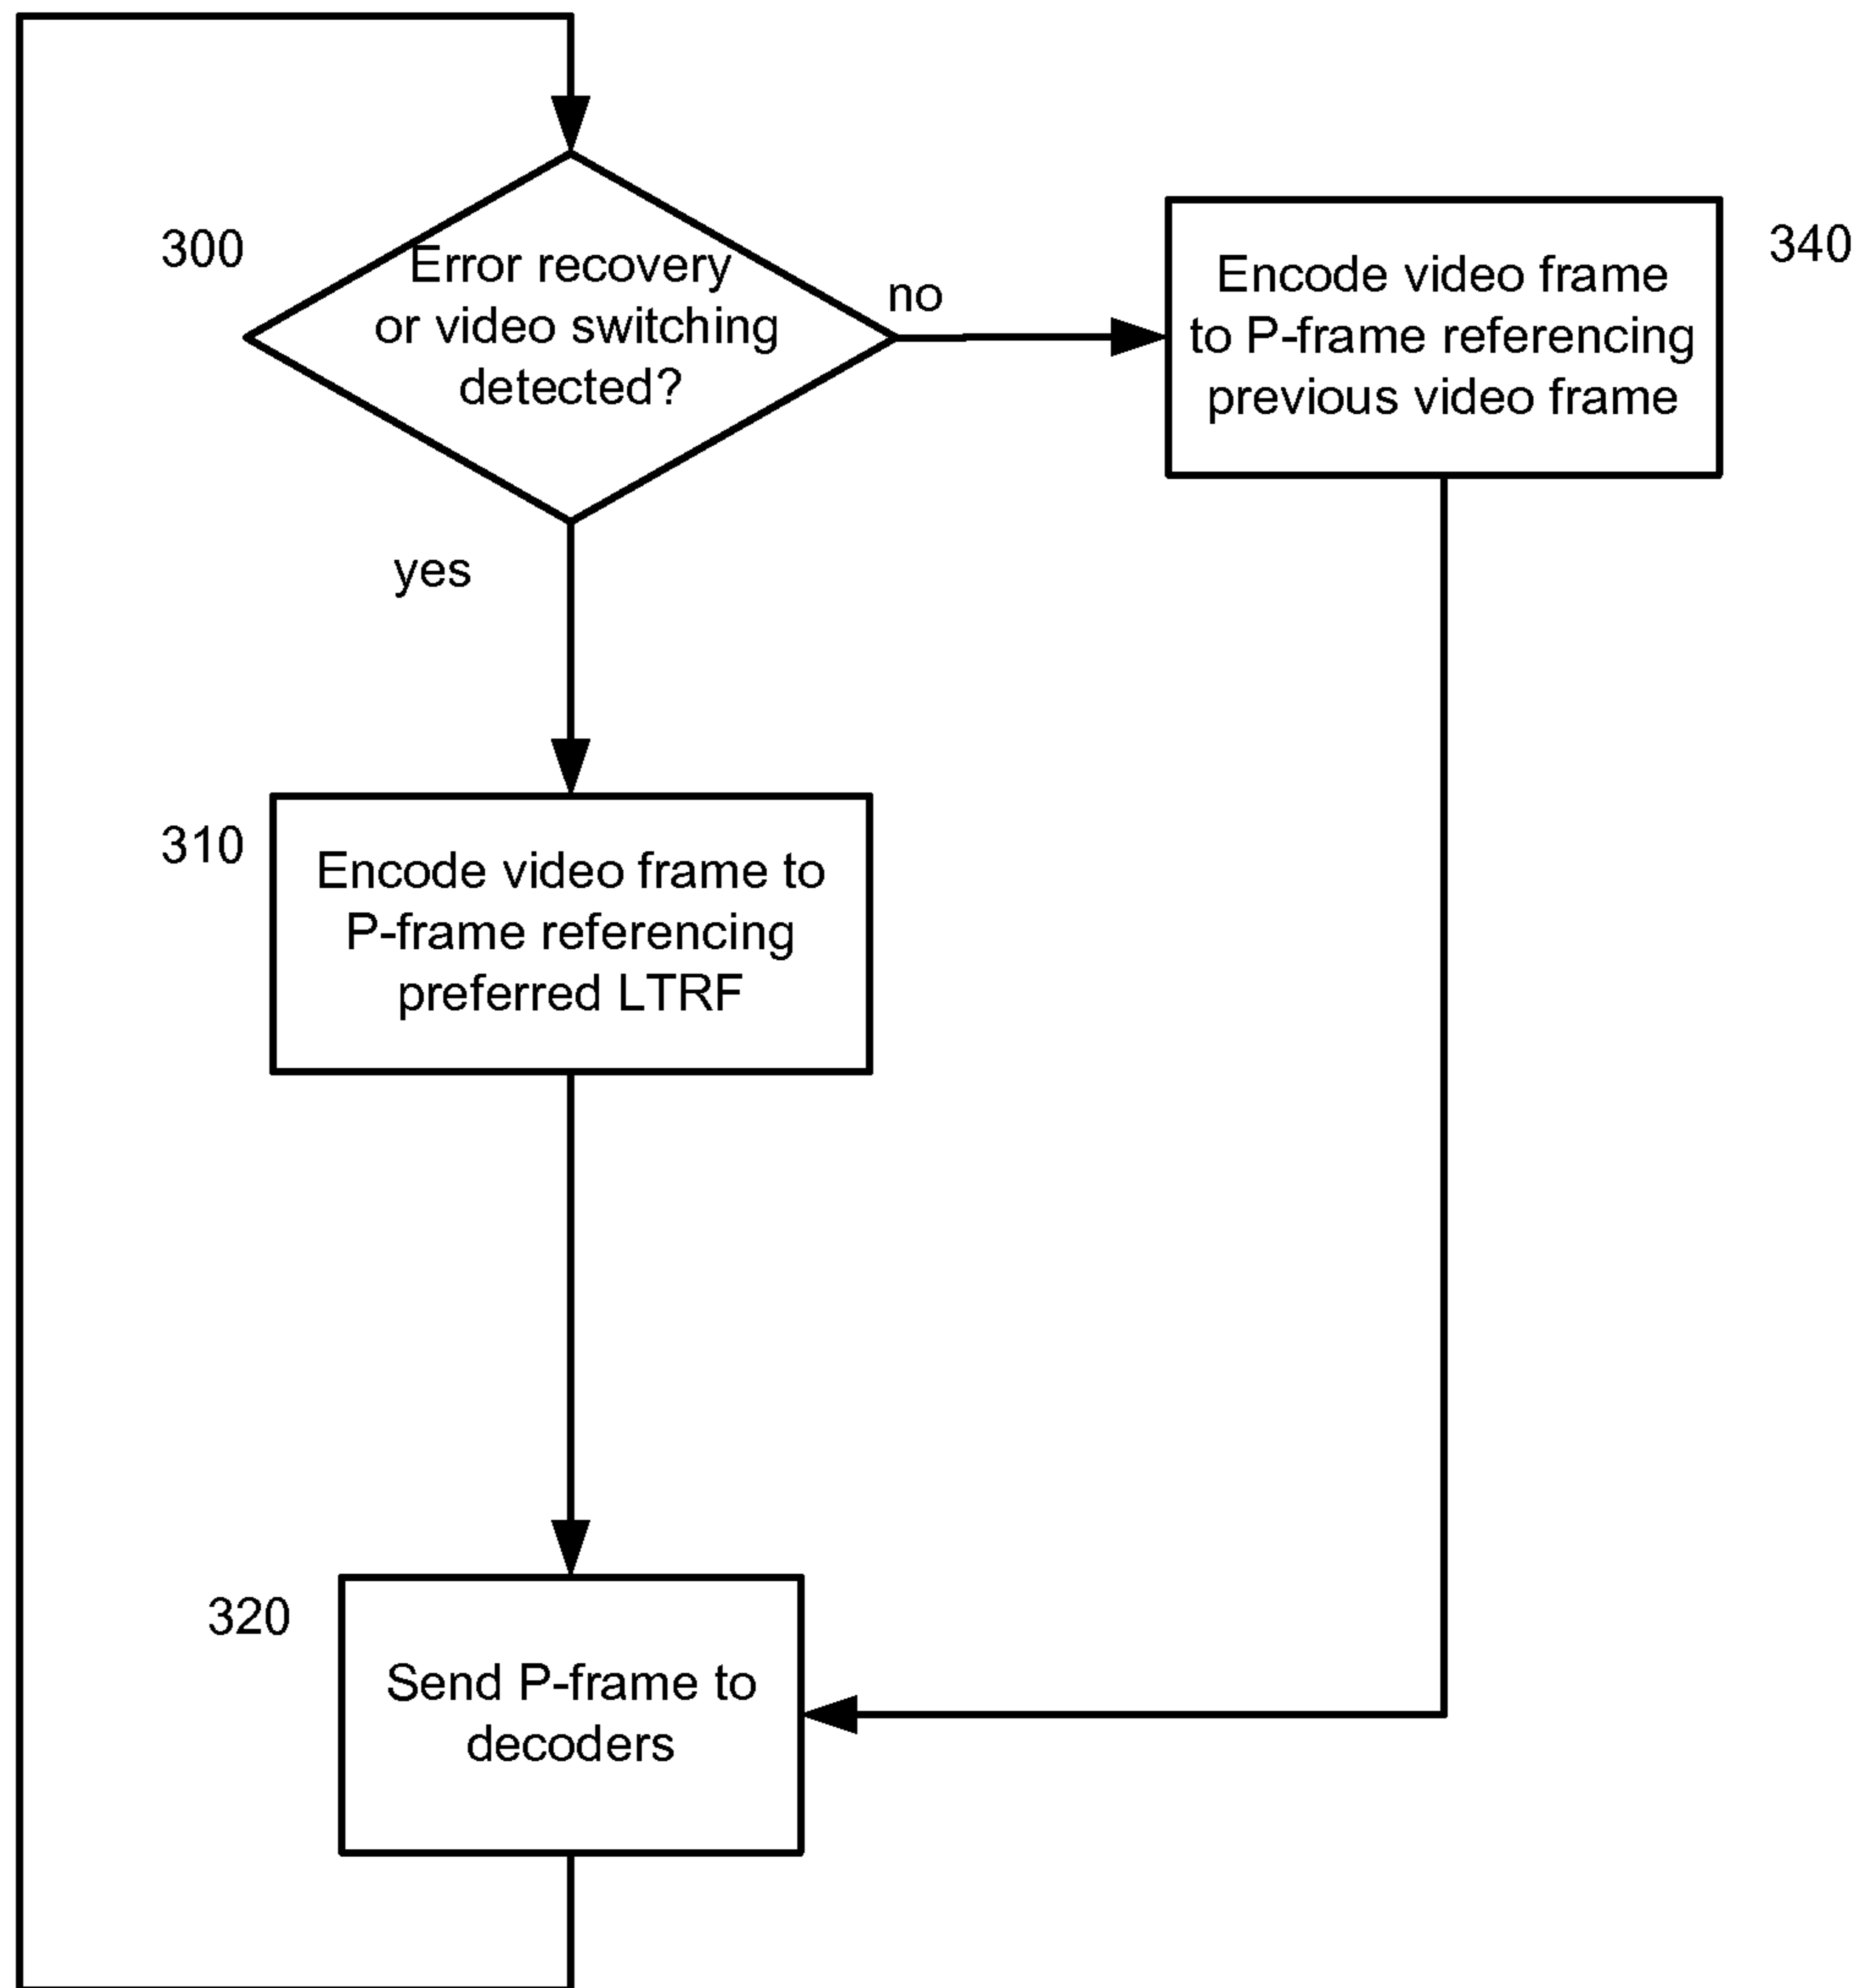 300
Error recovery
or video switching
detected?
no
340
Encode video frame
to P-frame referencing
previous video frame
yes
310
Encode video frame to
P-frame referencing
preferred LTRF
320
Send P-frame to
decoders